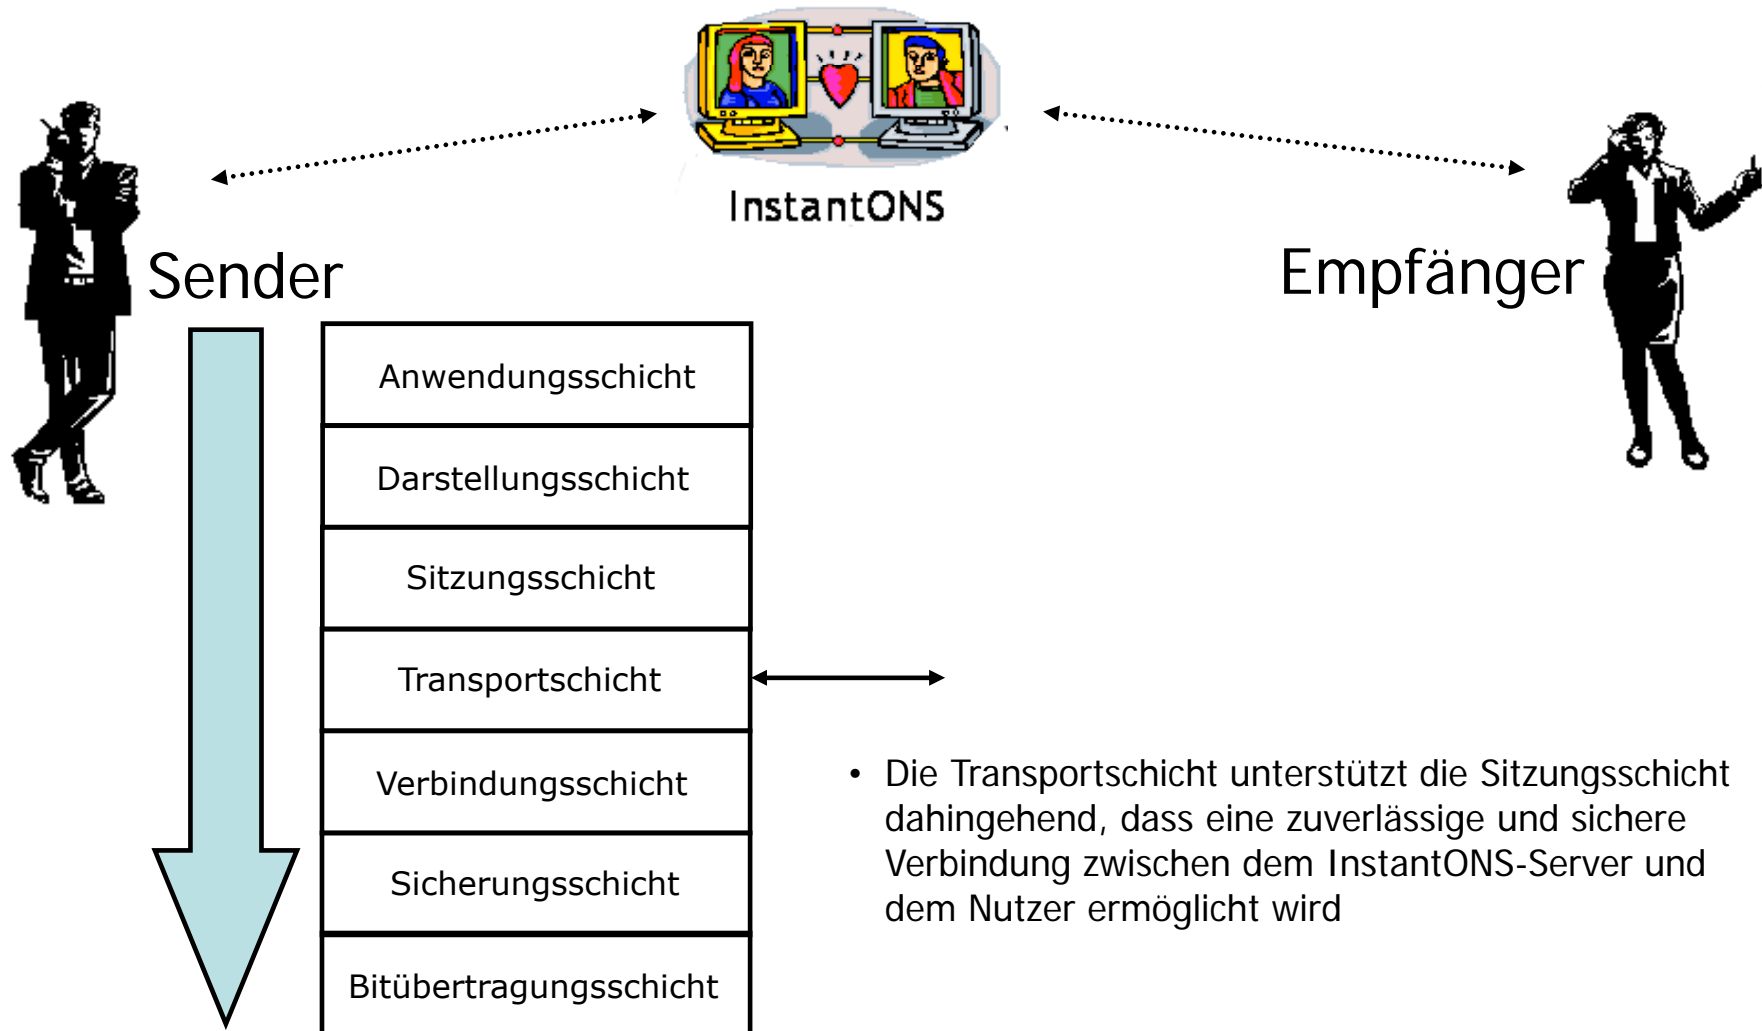 InstantONS
Sender
Empfänger
Anwendungsschicht
Darstellungsschicht
Sitzungsschicht
Transportschicht
Verbindungsschicht
Sicherungsschicht
Bitübertragungsschicht
• Die Transportschicht unterstützt die Sitzungsschicht
dahingehend, dass eine zuverlässige und sichere
Verbindung zwischen dem InstantONS-Server und
dem Nutzer ermöglicht wird